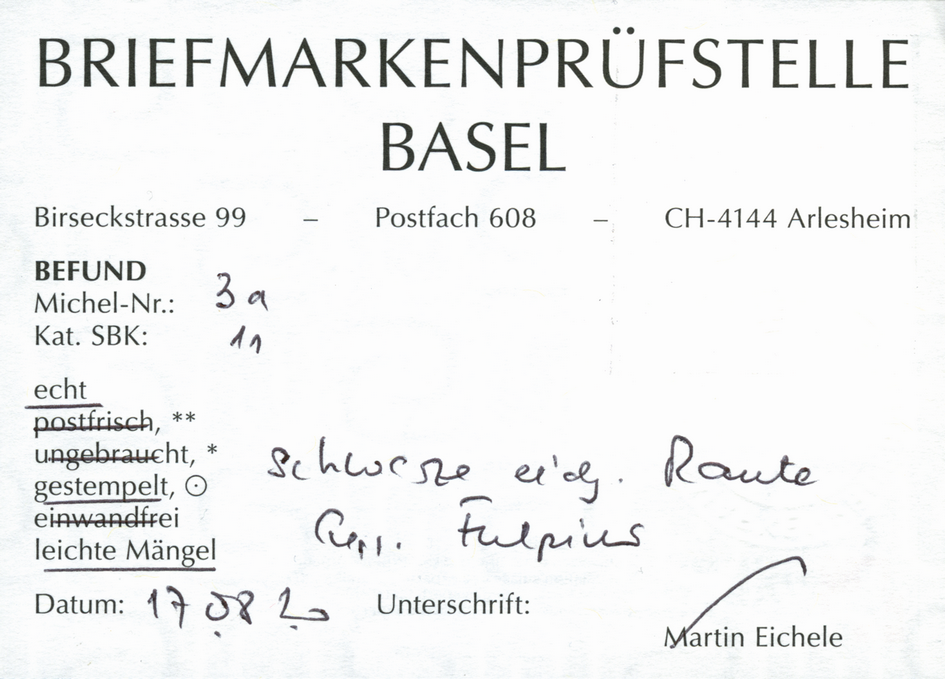 BRIEFMARKENPRÜFSTELLE
BASEL
Birseckstrasse 99 – Postfach 608 – CH-4144 Arlesheim
BEFUND
Michel-Nr.: 3a
Kat. SBK: 11
echt
postfrisch, **
ungebraucht, *
gestempelt, ⊙
einwandfrei
leichte Mängel
schwarze eidg. Raute
Fulpius
Datum: 17 08 20 Unterschrift:
Martin Eichele